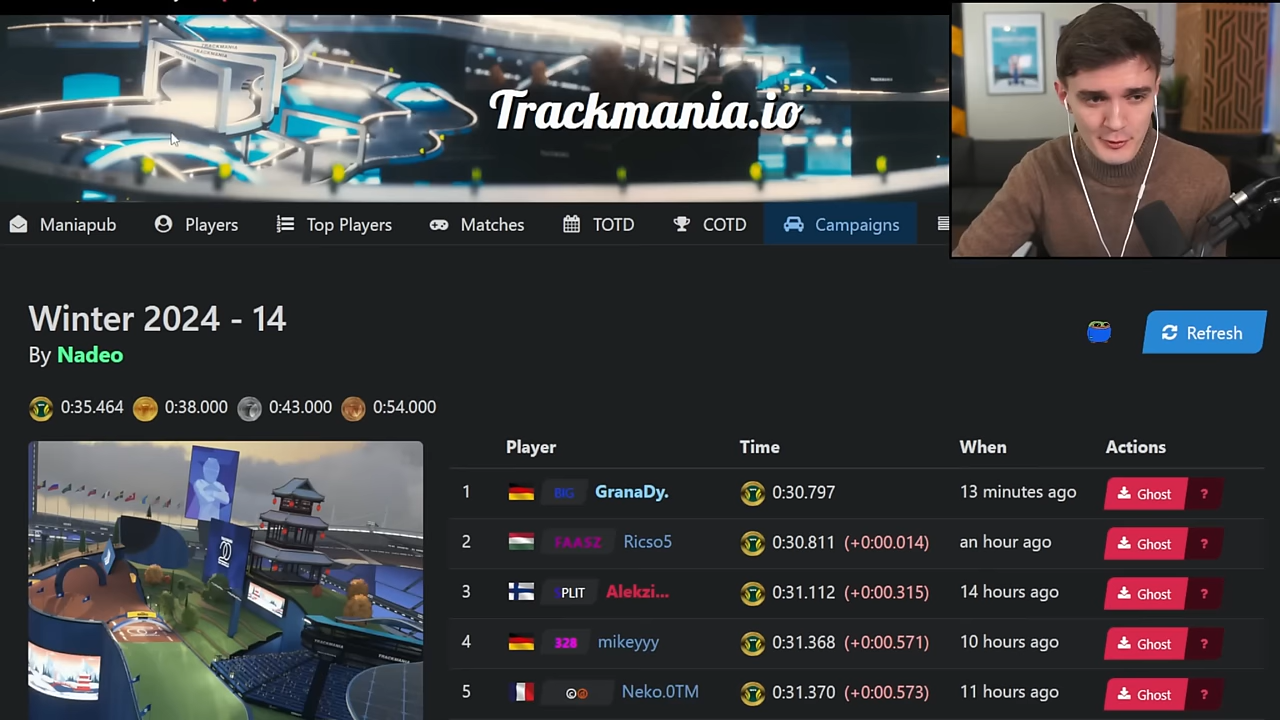 Trackmania.io
Maniapub Players Top Players Matches TOTD COTD Campaigns
Winter 2024 - 14
By Nadeo
Refresh
0:35.464 0:38.000 0:43.000 0:54.000
Player Time When Actions
1 BIG GranaDy. 0:30.797 13 minutes ago Ghost ?
2 FAASZ Ricso5 0:30.811 (+0:00.014) an hour ago Ghost ?
3 SPLIT Alekzi... 0:31.112 (+0:00.315) 14 hours ago Ghost ?
4 328 mikeyyy 0:31.368 (+0:00.571) 10 hours ago Ghost ?
5 Neko.0TM 0:31.370 (+0:00.573) 11 hours ago Ghost ?